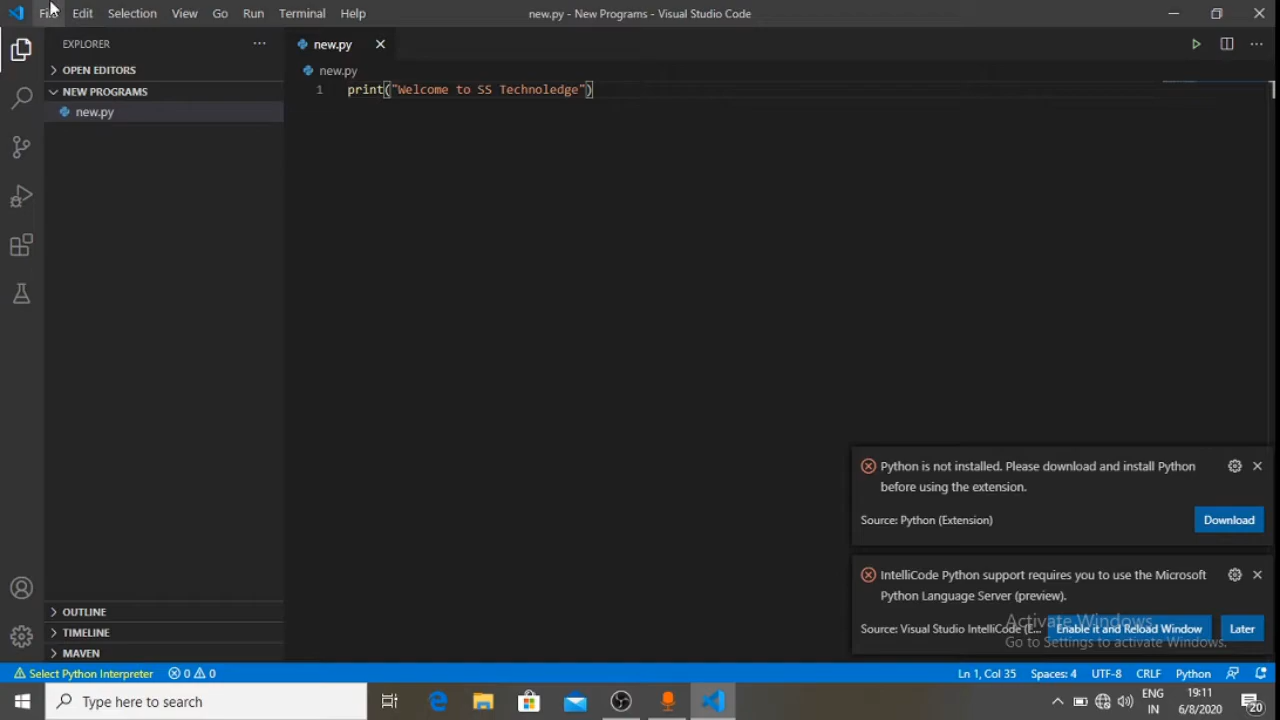 File Edit Selection View Go Run Terminal Help new.py - New Programs - Visual Studio Code
EXPLORER
new.py
OPEN EDITORS
new.py
NEW PROGRAMS
1 print("Welcome to SS Technoledge")
new.py
Python is not installed. Please download and install Python
before using the extension.
Source: Python (Extension) Download
IntelliCode Python support requires you to use the Microsoft
Python Language Server (preview).
Source: Visual Studio IntelliCode (E... Enable it and Reload Window Later
Activate Windows
Go to Settings to activate Windows.
OUTLINE
TIMELINE
MAVEN
Select Python Interpreter 0 0 Ln 1, Col 35 Spaces: 4 UTF-8 CRLF Python
Type here to search
ENG
IN
19:11
6/8/2020
20